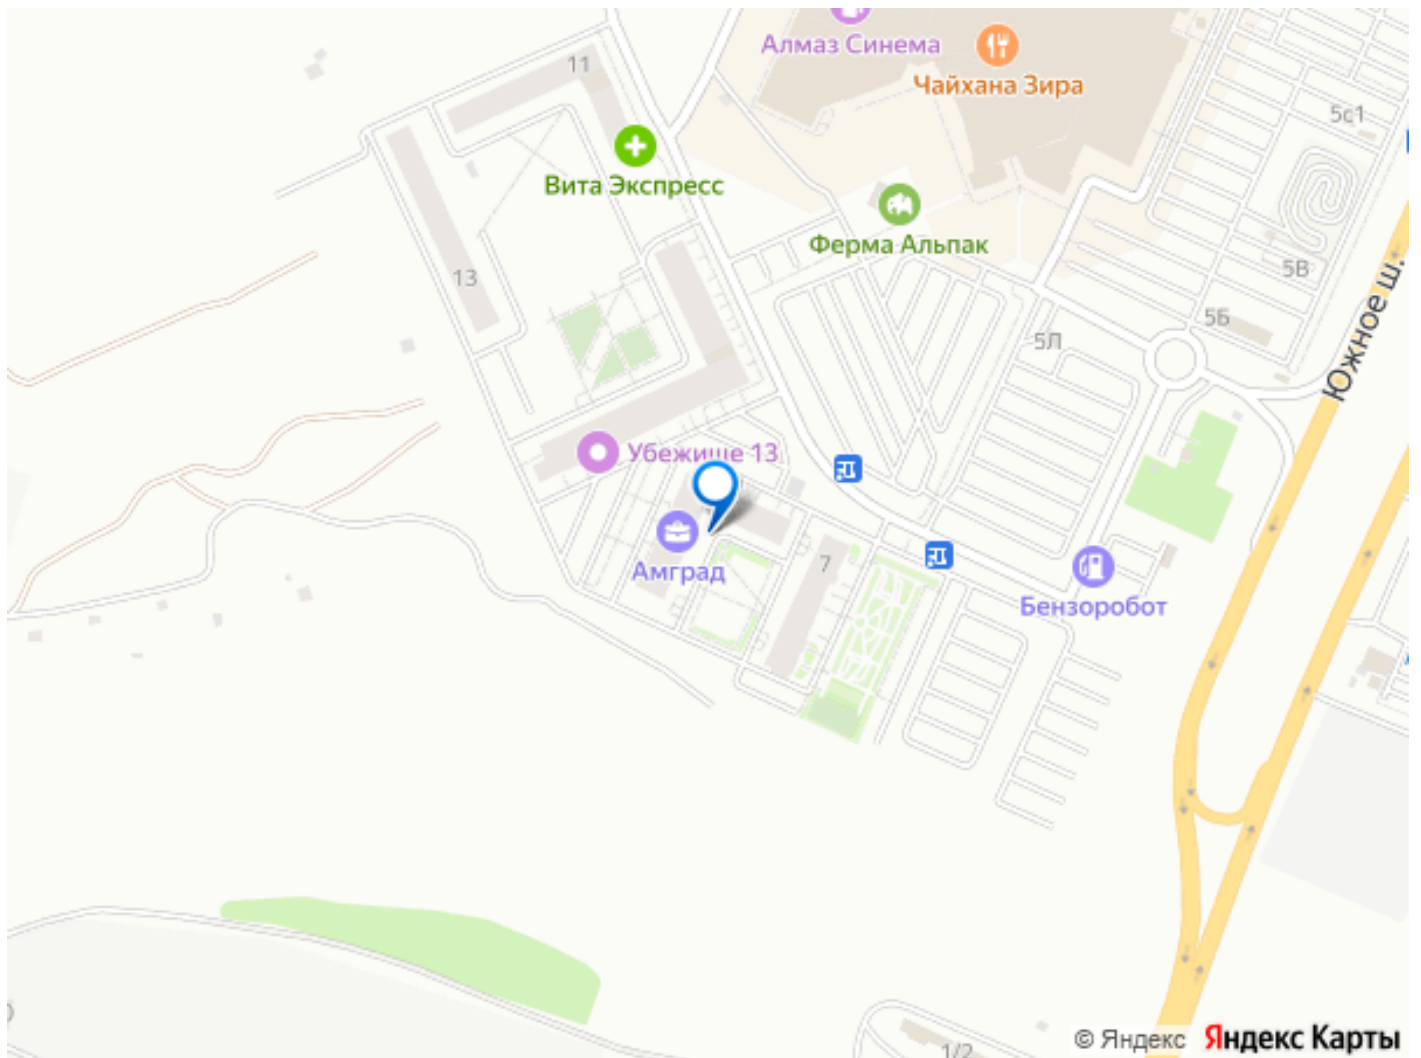 Алмаз Синема
Чайхана Зира
11
5с1
Вита Экспресс
Ферма Альпак
13
5В
5Б
5Л
Южное ш.
Убежище 13
Амград
7
Бензоробот
1/2
© Яндекс Яндекс Карты